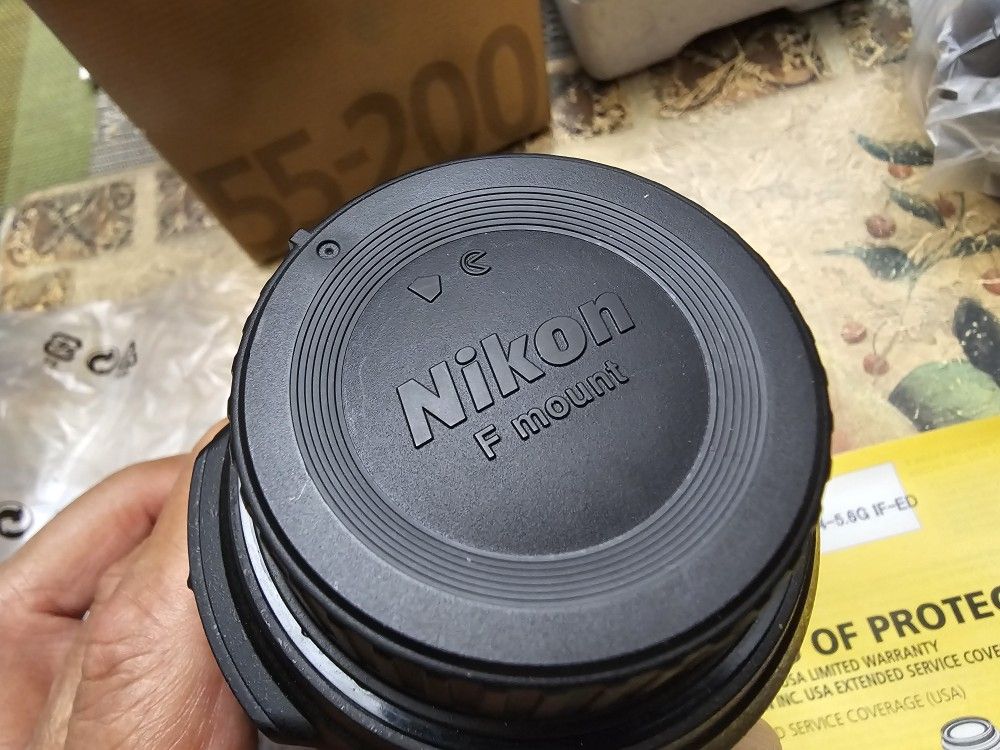 55-200
Nikon
F mount
4-5.6G IF-ED
OF PROTEC
USA LIMITED WARRANTY
INC. USA EXTENDED SERVICE COVE
D SERVICE COVERAGE (USA)